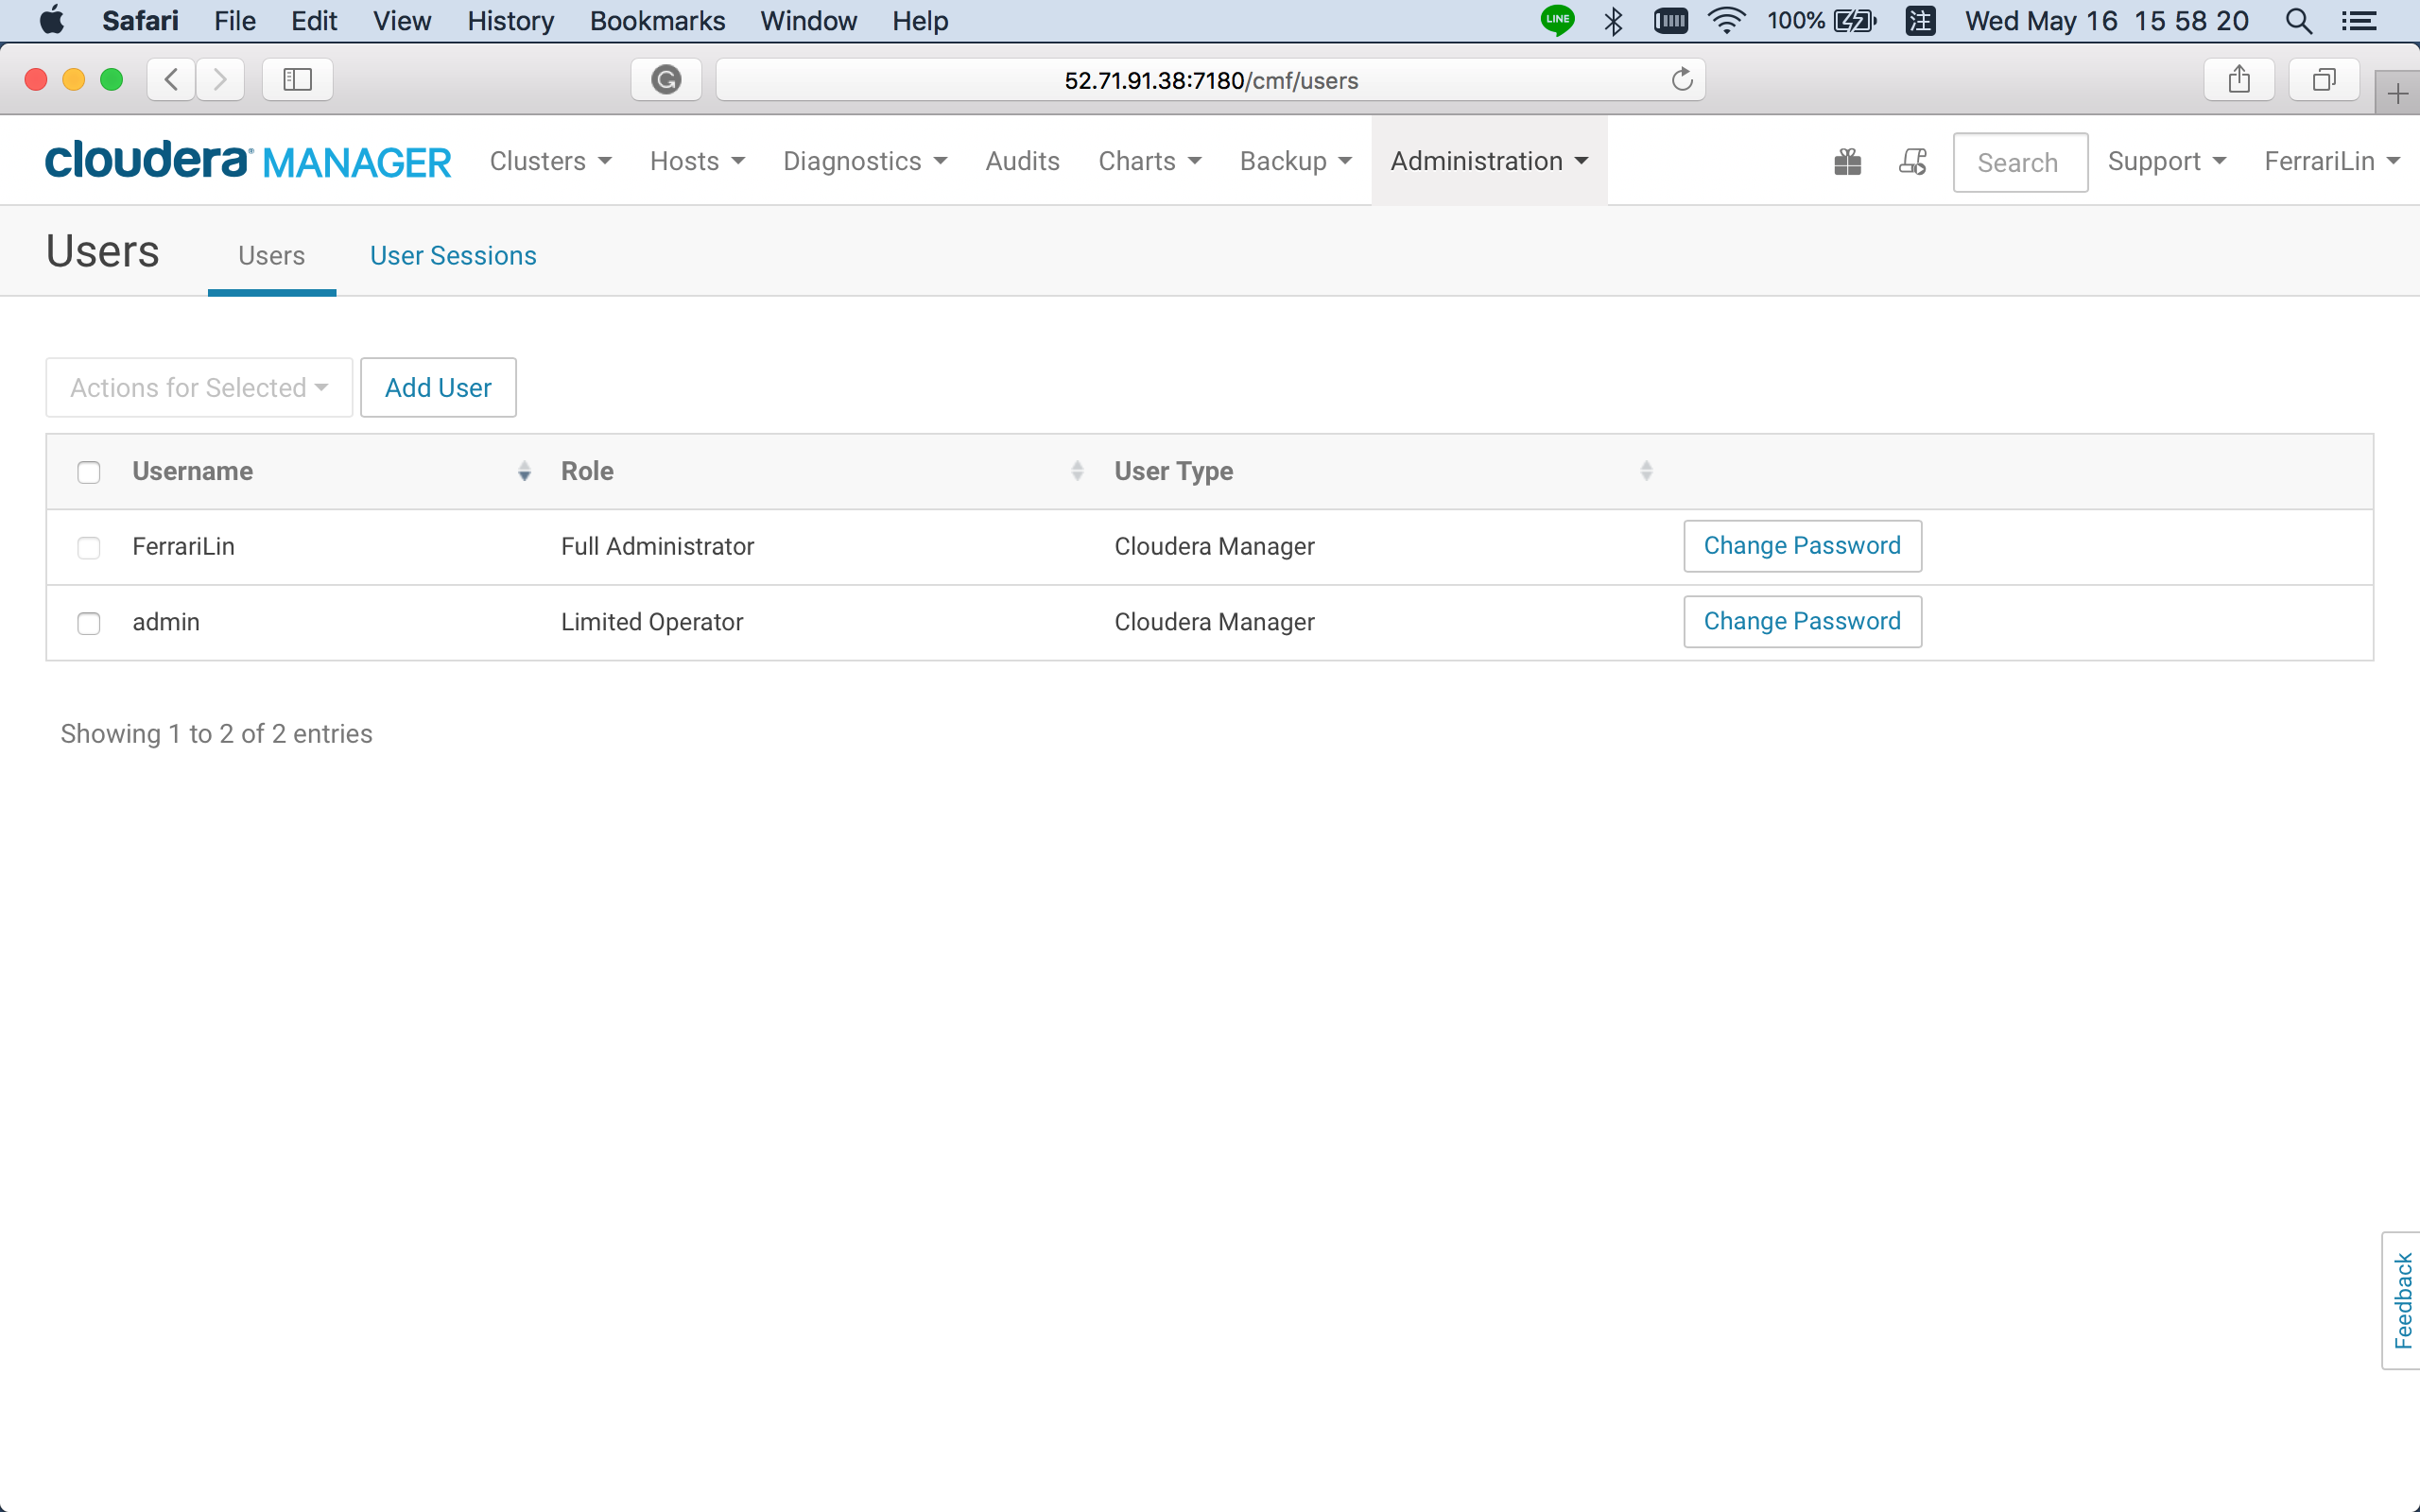 Safari File Edit View History Bookmarks Window Help LINE 100% 注 Wed May 16 15 58 20
52.71.91.38:7180/cmf/users
cloudera MANAGER Clusters Hosts Diagnostics Audits Charts Backup Administration Search Support FerrariLin
Users Users User Sessions
Actions for Selected Add User
Username Role User Type
FerrariLin Full Administrator Cloudera Manager Change Password
admin Limited Operator Cloudera Manager Change Password
Showing 1 to 2 of 2 entries
Feedback